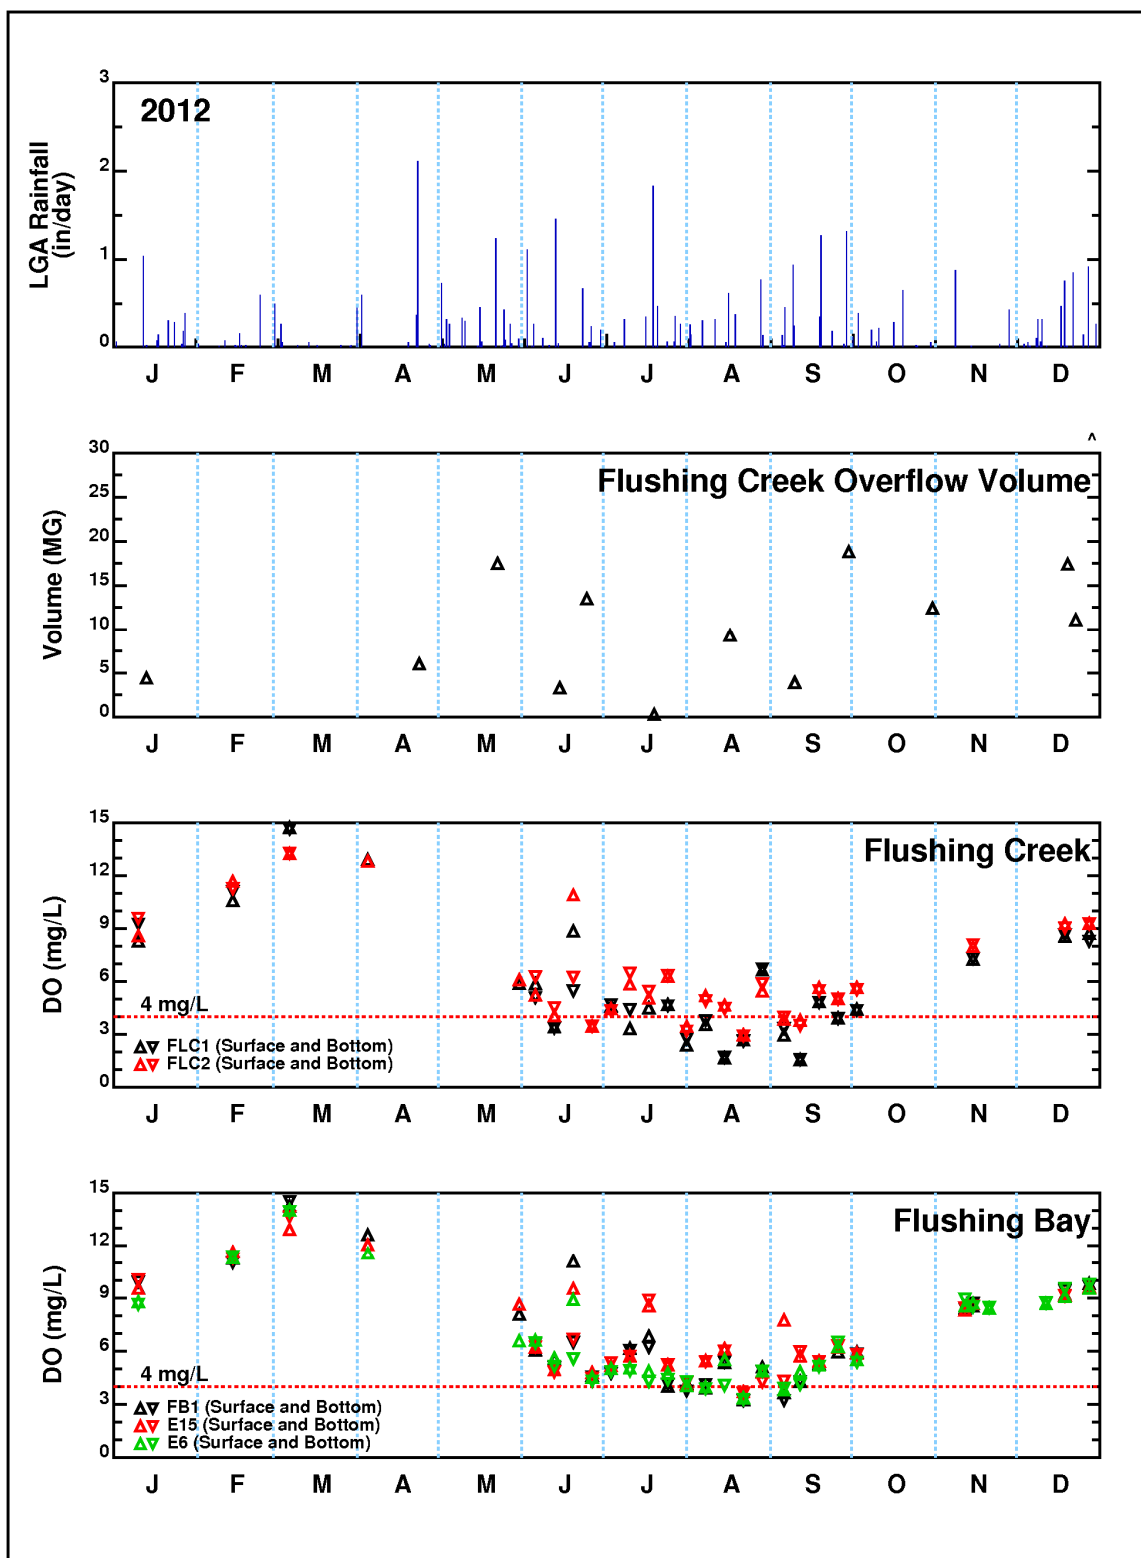 2012
LGA Rainfall
(in/day)
3
2
1
0
J F M A M J J A S O N D
^
Flushing Creek Overflow Volume
Volume (MG)
30
25
20
15
10
5
0
J F M A M J J A S O N D
Flushing Creek
DO (mg/L)
15
12
9
6
4 mg/L
3
FLC1 (Surface and Bottom)
FLC2 (Surface and Bottom)
0
J F M A M J J A S O N D
Flushing Bay
DO (mg/L)
15
12
9
6
4 mg/L
3
FB1 (Surface and Bottom)
E15 (Surface and Bottom)
E6 (Surface and Bottom)
0
J F M A M J J A S O N D